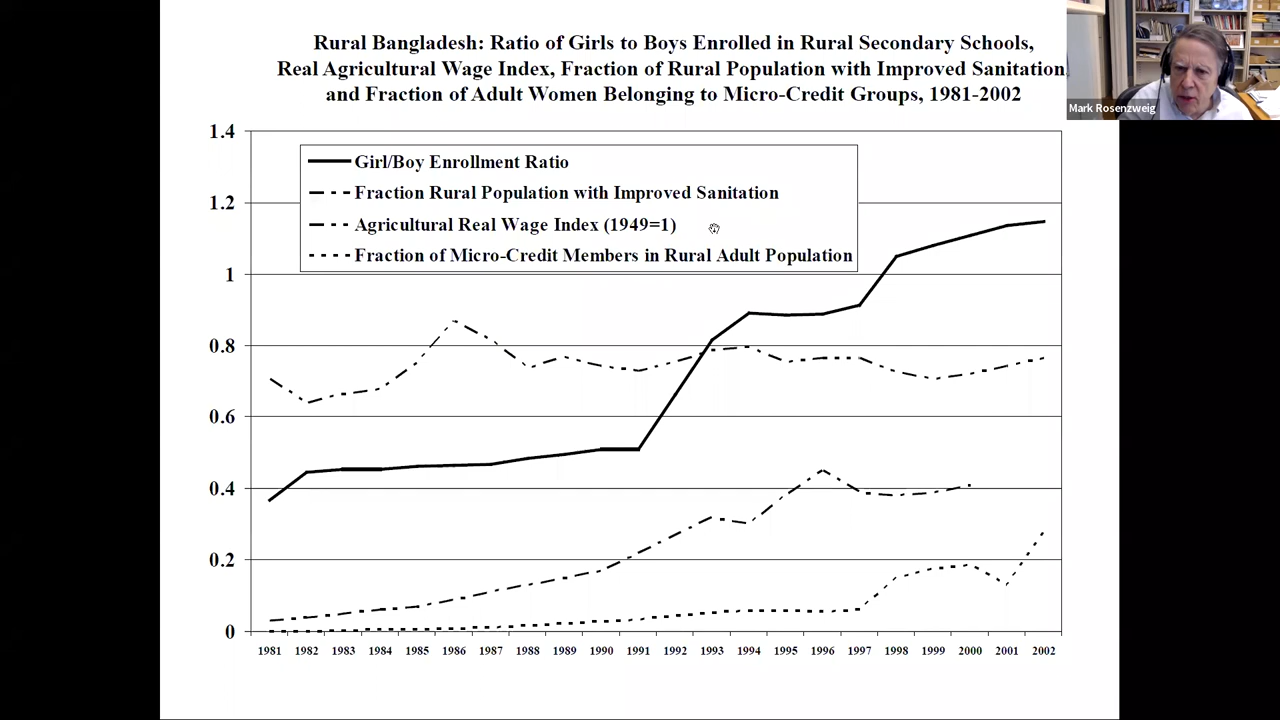 Rural Bangladesh: Ratio of Girls to Boys Enrolled in Rural Secondary Schools,
Real Agricultural Wage Index, Fraction of Rural Population with Improved Sanitation,
and Fraction of Adult Women Belonging to Micro-Credit Groups, 1981-2002
Mark Rosenzweig
1.4
Girl/Boy Enrollment Ratio
Fraction Rural Population with Improved Sanitation
1.2
Agricultural Real Wage Index (1949=1)
Fraction of Micro-Credit Members in Rural Adult Population
1
0.8
0.6
0.4
0.2
0
1981 1982 1983 1984 1985 1986 1987 1988 1989 1990 1991 1992 1993 1994 1995 1996 1997 1998 1999 2000 2001 2002